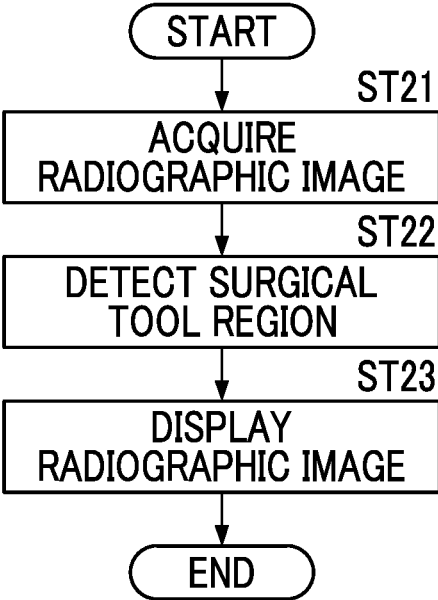 START
ST21
ACQUIRE
RADIOGRAPHIC IMAGE
ST22
DETECT SURGICAL
TOOL REGION
ST23
DISPLAY
RADIOGRAPHIC IMAGE
END